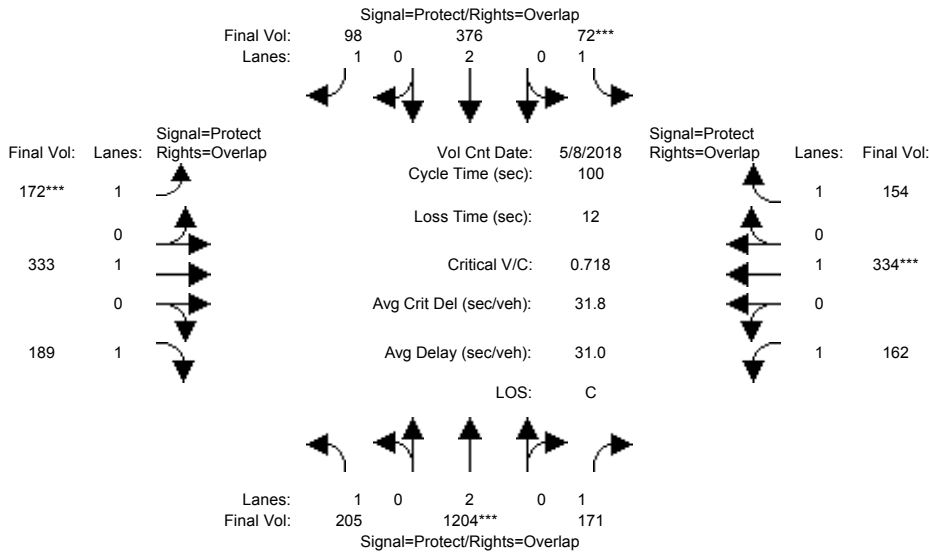 Signal=Protect/Rights=Overlap
Final Vol: 98 376 72***
Lanes: 1 0 2 0 1
Signal=Protect
Final Vol: Lanes: Rights=Overlap
172*** 1
0
333 1
0
189 1
Vol Cnt Date: 5/8/2018
Cycle Time (sec): 100
Loss Time (sec): 12
Critical V/C: 0.718
Avg Crit Del (sec/veh): 31.8
Avg Delay (sec/veh): 31.0
LOS: C
Signal=Protect
Rights=Overlap Lanes: Final Vol:
1 154
0
1 334***
0
1 162
Lanes: 1 0 2 0 1
Final Vol: 205 1204*** 171
Signal=Protect/Rights=Overlap